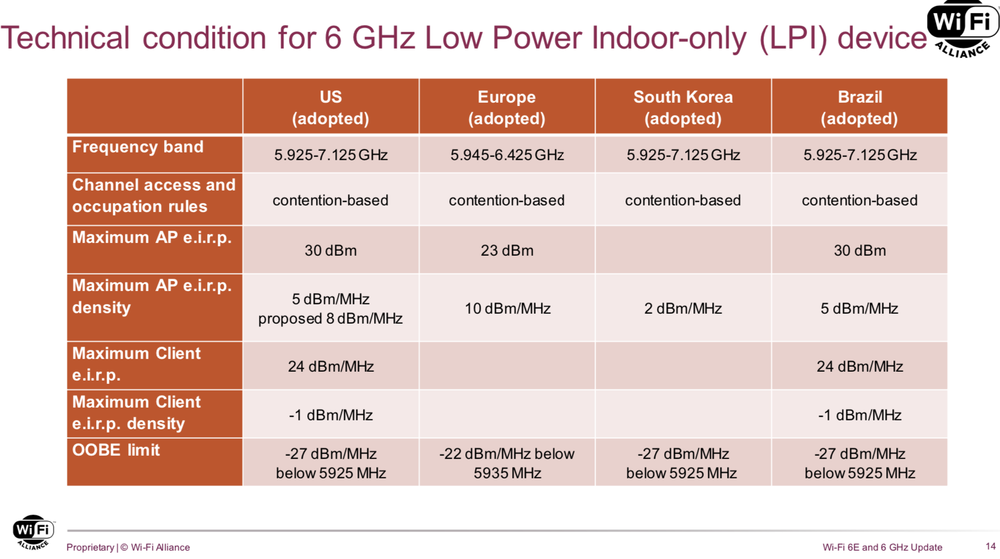 Technical condition for 6 GHz Low Power Indoor-only (LPI) device
Wi Fi
ALLIANCE
US
(adopted)
Europe
(adopted)
South Korea
(adopted)
Brazil
(adopted)
Frequency band
5.925-7.125 GHz
5.945-6.425 GHz
5.925-7.125 GHz
5.925-7.125 GHz
Channel access and
occupation rules
contention-based
contention-based
contention-based
contention-based
Maximum AP e.i.r.p.
30 dBm
23 dBm
30 dBm
Maximum AP e.i.r.p.
density
5 dBm/MHz
proposed 8 dBm/MHz
10 dBm/MHz
2 dBm/MHz
5 dBm/MHz
Maximum Client
e.i.r.p.
24 dBm/MHz
24 dBm/MHz
Maximum Client
e.i.r.p. density
-1 dBm/MHz
-1 dBm/MHz
OOBE limit
-27 dBm/MHz
below 5925 MHz
-22 dBm/MHz below
5935 MHz
-27 dBm/MHz
below 5925 MHz
-27 dBm/MHz
below 5925 MHz
Wi Fi
ALLIANCE
Proprietary | © Wi-Fi Alliance
Wi-Fi 6E and 6 GHz Update
14